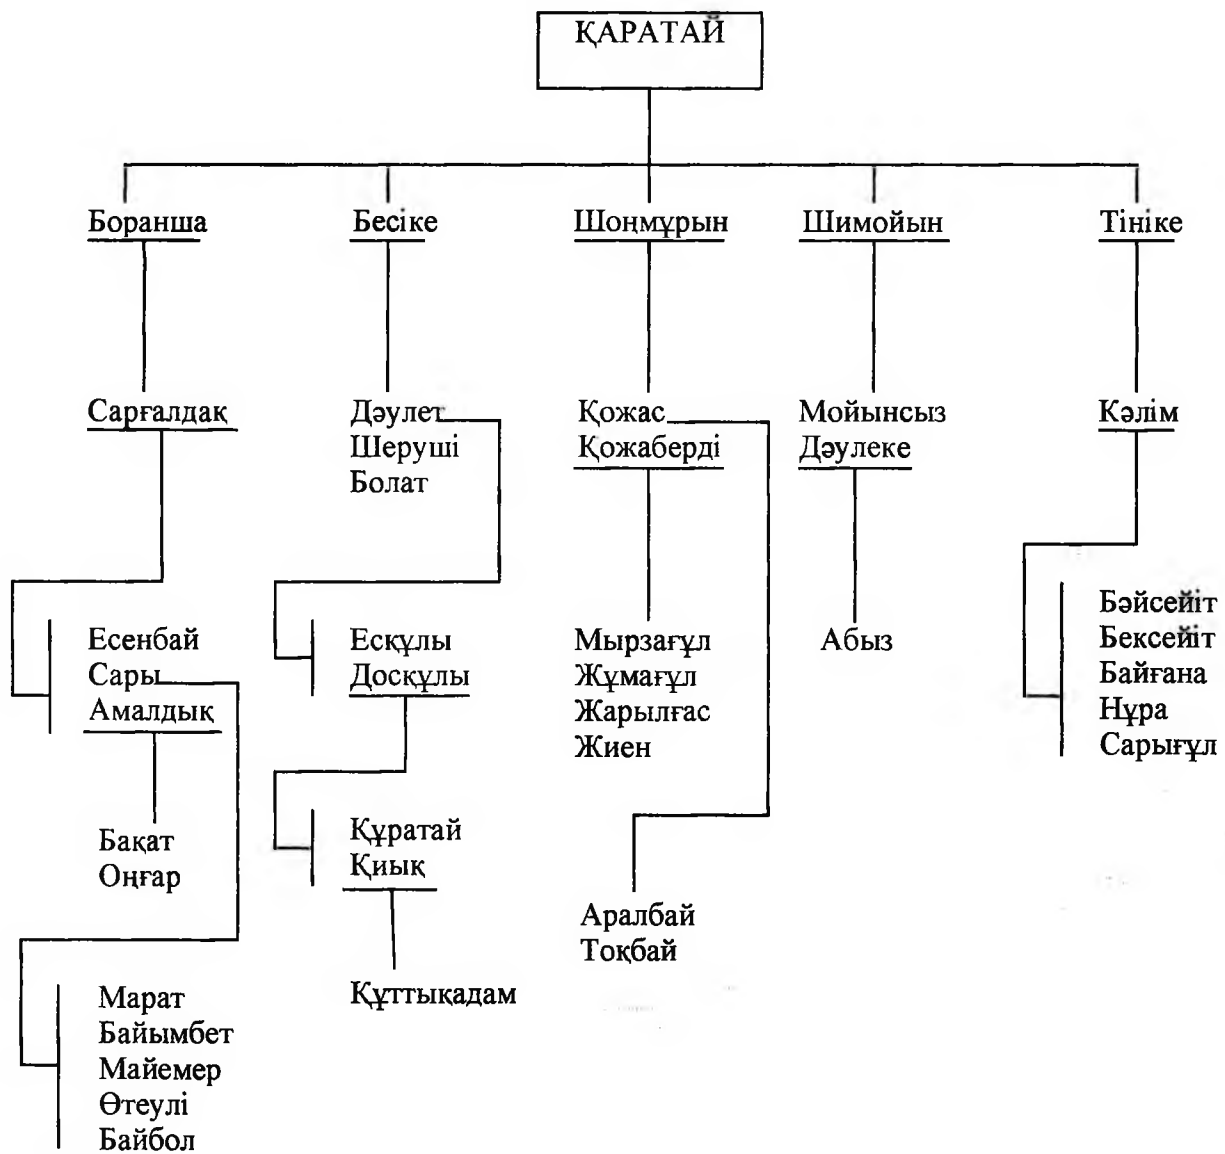 ҚАРАТАЙ
Боранша
Бесіке
Шоңмұрын
Шимойын
Тініке
Сарғалдақ
Дәулет
Шеруші
Болат
Қожас
Қожаберді
Мойынсыз
Дәулеке
Кәлім
Есенбай
Сары
Амалдық
Есқұлы
Досқұлы
Мырзағұл
Жұмағұл
Жарылғас
Жиен
Абыз
Бәйсейіт
Бексейіт
Байғана
Нұра
Сарығұл
Бақат
Оңғар
Құратай
Қиық
Аралбай
Тоқбай
Марат
Байымбет
Майемер
Өтеулі
Байбол
Құттықадам